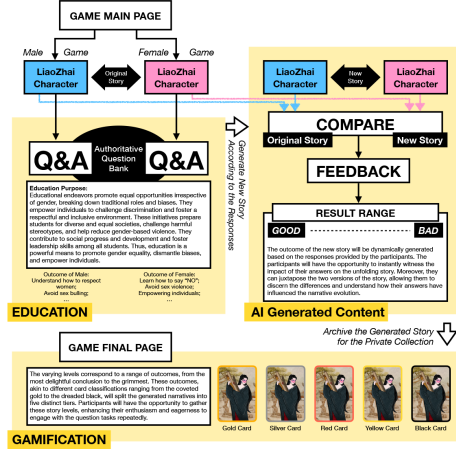 GAME MAIN PAGE
Male Game
Female Game
LiaoZhai
Character
Original
Story
LiaoZhai
Character
LiaoZhai
Character
New
Story
LiaoZhai
Character
Q&A
Authoritative
Question
Bank
Q&A
Education Purpose:
Educational endeavors promote equal opportunities irrespective
of gender, breaking down traditional roles and biases. They
empower individuals to challenge discrimination and foster a
respectful and inclusive environment. These initiatives prepare
students for diverse and equal societies, challenge harmful
stereotypes, and help reduce gender-based violence. They
contribute to social progress and development and foster
leadership skills among all students. Thus, education is a
powerful means to promote gender equality, dismantle biases,
and empower individuals.
Outcome of Male:
Understand how to respect
women;
Avoid sex bulling;
...
Outcome of Female:
Learn how to say "NO";
Avoid sex violence;
Empowering individuals;
...
EDUCATION
Generate New Story
According to the Responses
COMPARE
Original Story
New Story
FEEDBACK
RESULT RANGE
GOOD
BAD
The outcome of the new story will be dynamically generated
based on the responses provided by the participants. The
participants will have the opportunity to instantly witness the
impact of their answers on the unfolding story. Moreover, they
can juxtapose the two versions of the story, allowing them to
discern the differences and understand how their answers have
influenced the narrative evolution.
AI Generated Content
Archive the Generated Story
for the Private Collection
GAME FINAL PAGE
The varying levels correspond to a range of outcomes, from the
most delightful conclusion to the grimmest. These outcomes,
akin to different card classifications ranging from the coveted
gold to the dreaded black, will split the generated narratives into
five distinct tiers. Participants will have the opportunity to gather
these story levels, enhancing their enthusiasm and eagerness to
engage with the question tasks repeatedly.
Gold Card
Silver Card
Red Card
Yellow Card
Black Card
GAMIFICATION